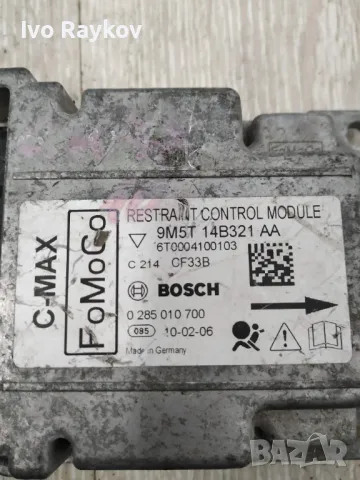 Ivo Raykov
C-MAX
FoMoCo
RESTRAINT CONTROL MODULE
9M5T 14B321 AA
6T0004100103
C 214 CF33B
BOSCH
0 285 010 700
085 10-02-06
Made in Germany
BAZAR